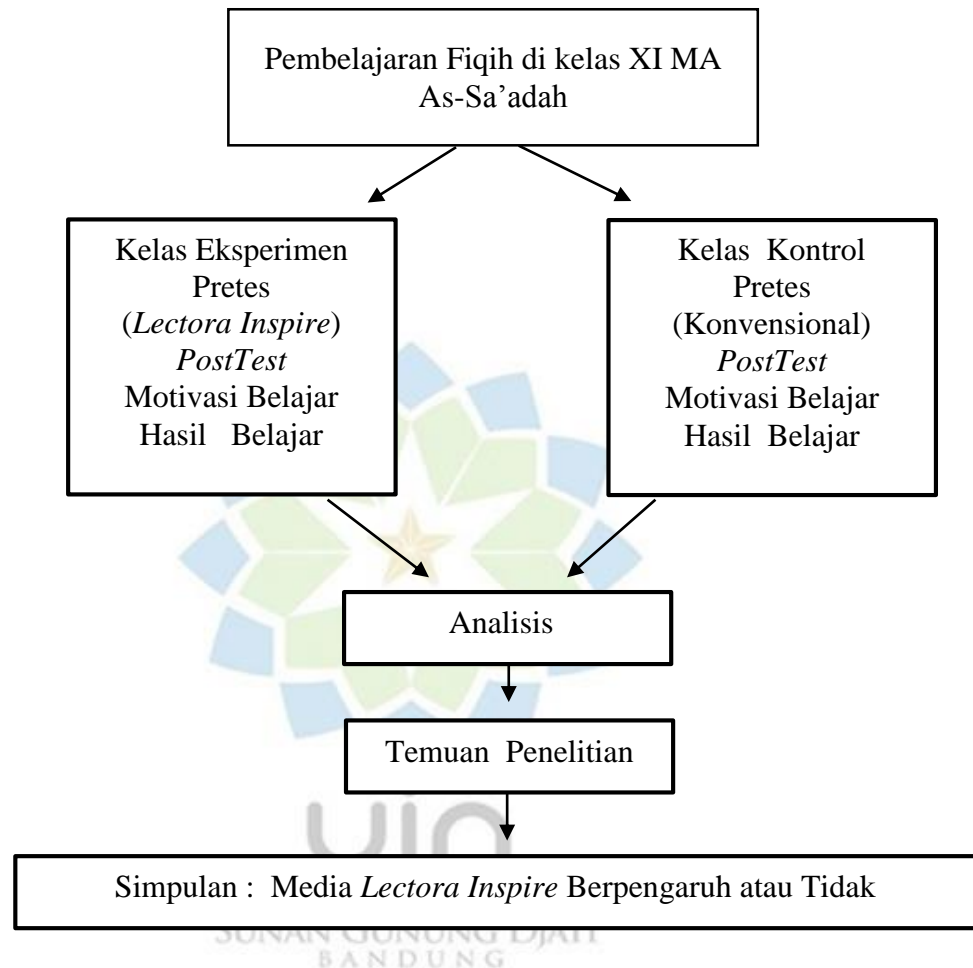 Pembelajaran Fiqih di kelas XI MA
As-Sa’adah
Kelas Eksperimen
Pretes
(Lectora Inspire)
PostTest
Motivasi Belajar
Hasil Belajar
Kelas Kontrol
Pretes
(Konvensional)
PostTest
Motivasi Belajar
Hasil Belajar
Analisis
Temuan Penelitian
uin
Simpulan : Media Lectora Inspire Berpengaruh atau Tidak
SUNAN GUNUNG DJATI
BANDUNG